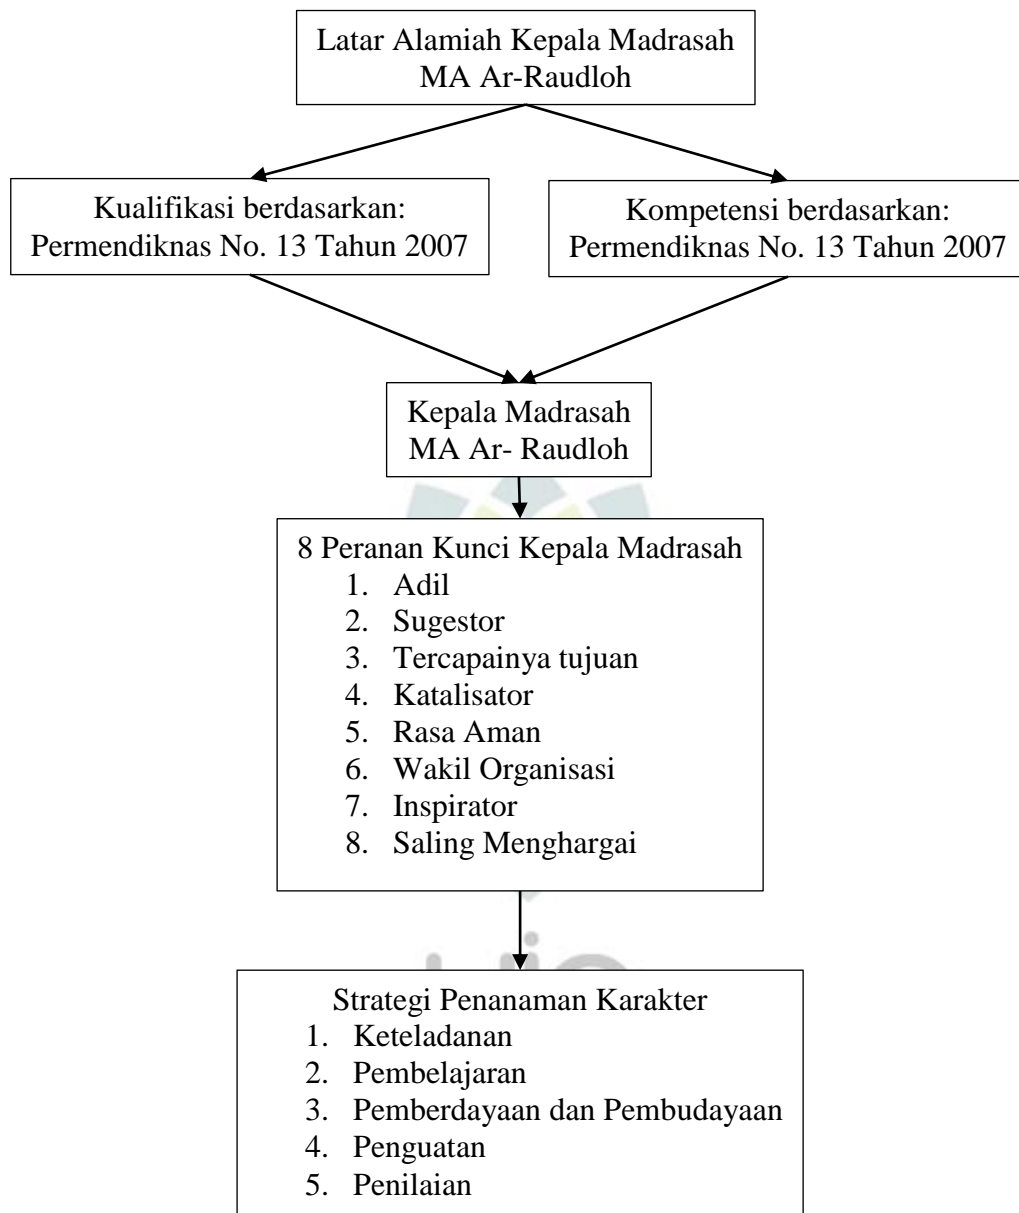 Latar Alamiah Kepala Madrasah
MA Ar-Raudloh
Kualifikasi berdasarkan:
Permendiknas No. 13 Tahun 2007
Kompetensi berdasarkan:
Permendiknas No. 13 Tahun 2007
Kepala Madrasah
MA Ar- Raudloh
8 Peranan Kunci Kepala Madrasah
1. Adil
2. Sugestor
3. Tercapainya tujuan
4. Katalisator
5. Rasa Aman
6. Wakil Organisasi
7. Inspirator
8. Saling Menghargai
Strategi Penanaman Karakter
1. Keteladanan
2. Pembelajaran
3. Pemberdayaan dan Pembudayaan
4. Penguatan
5. Penilaian